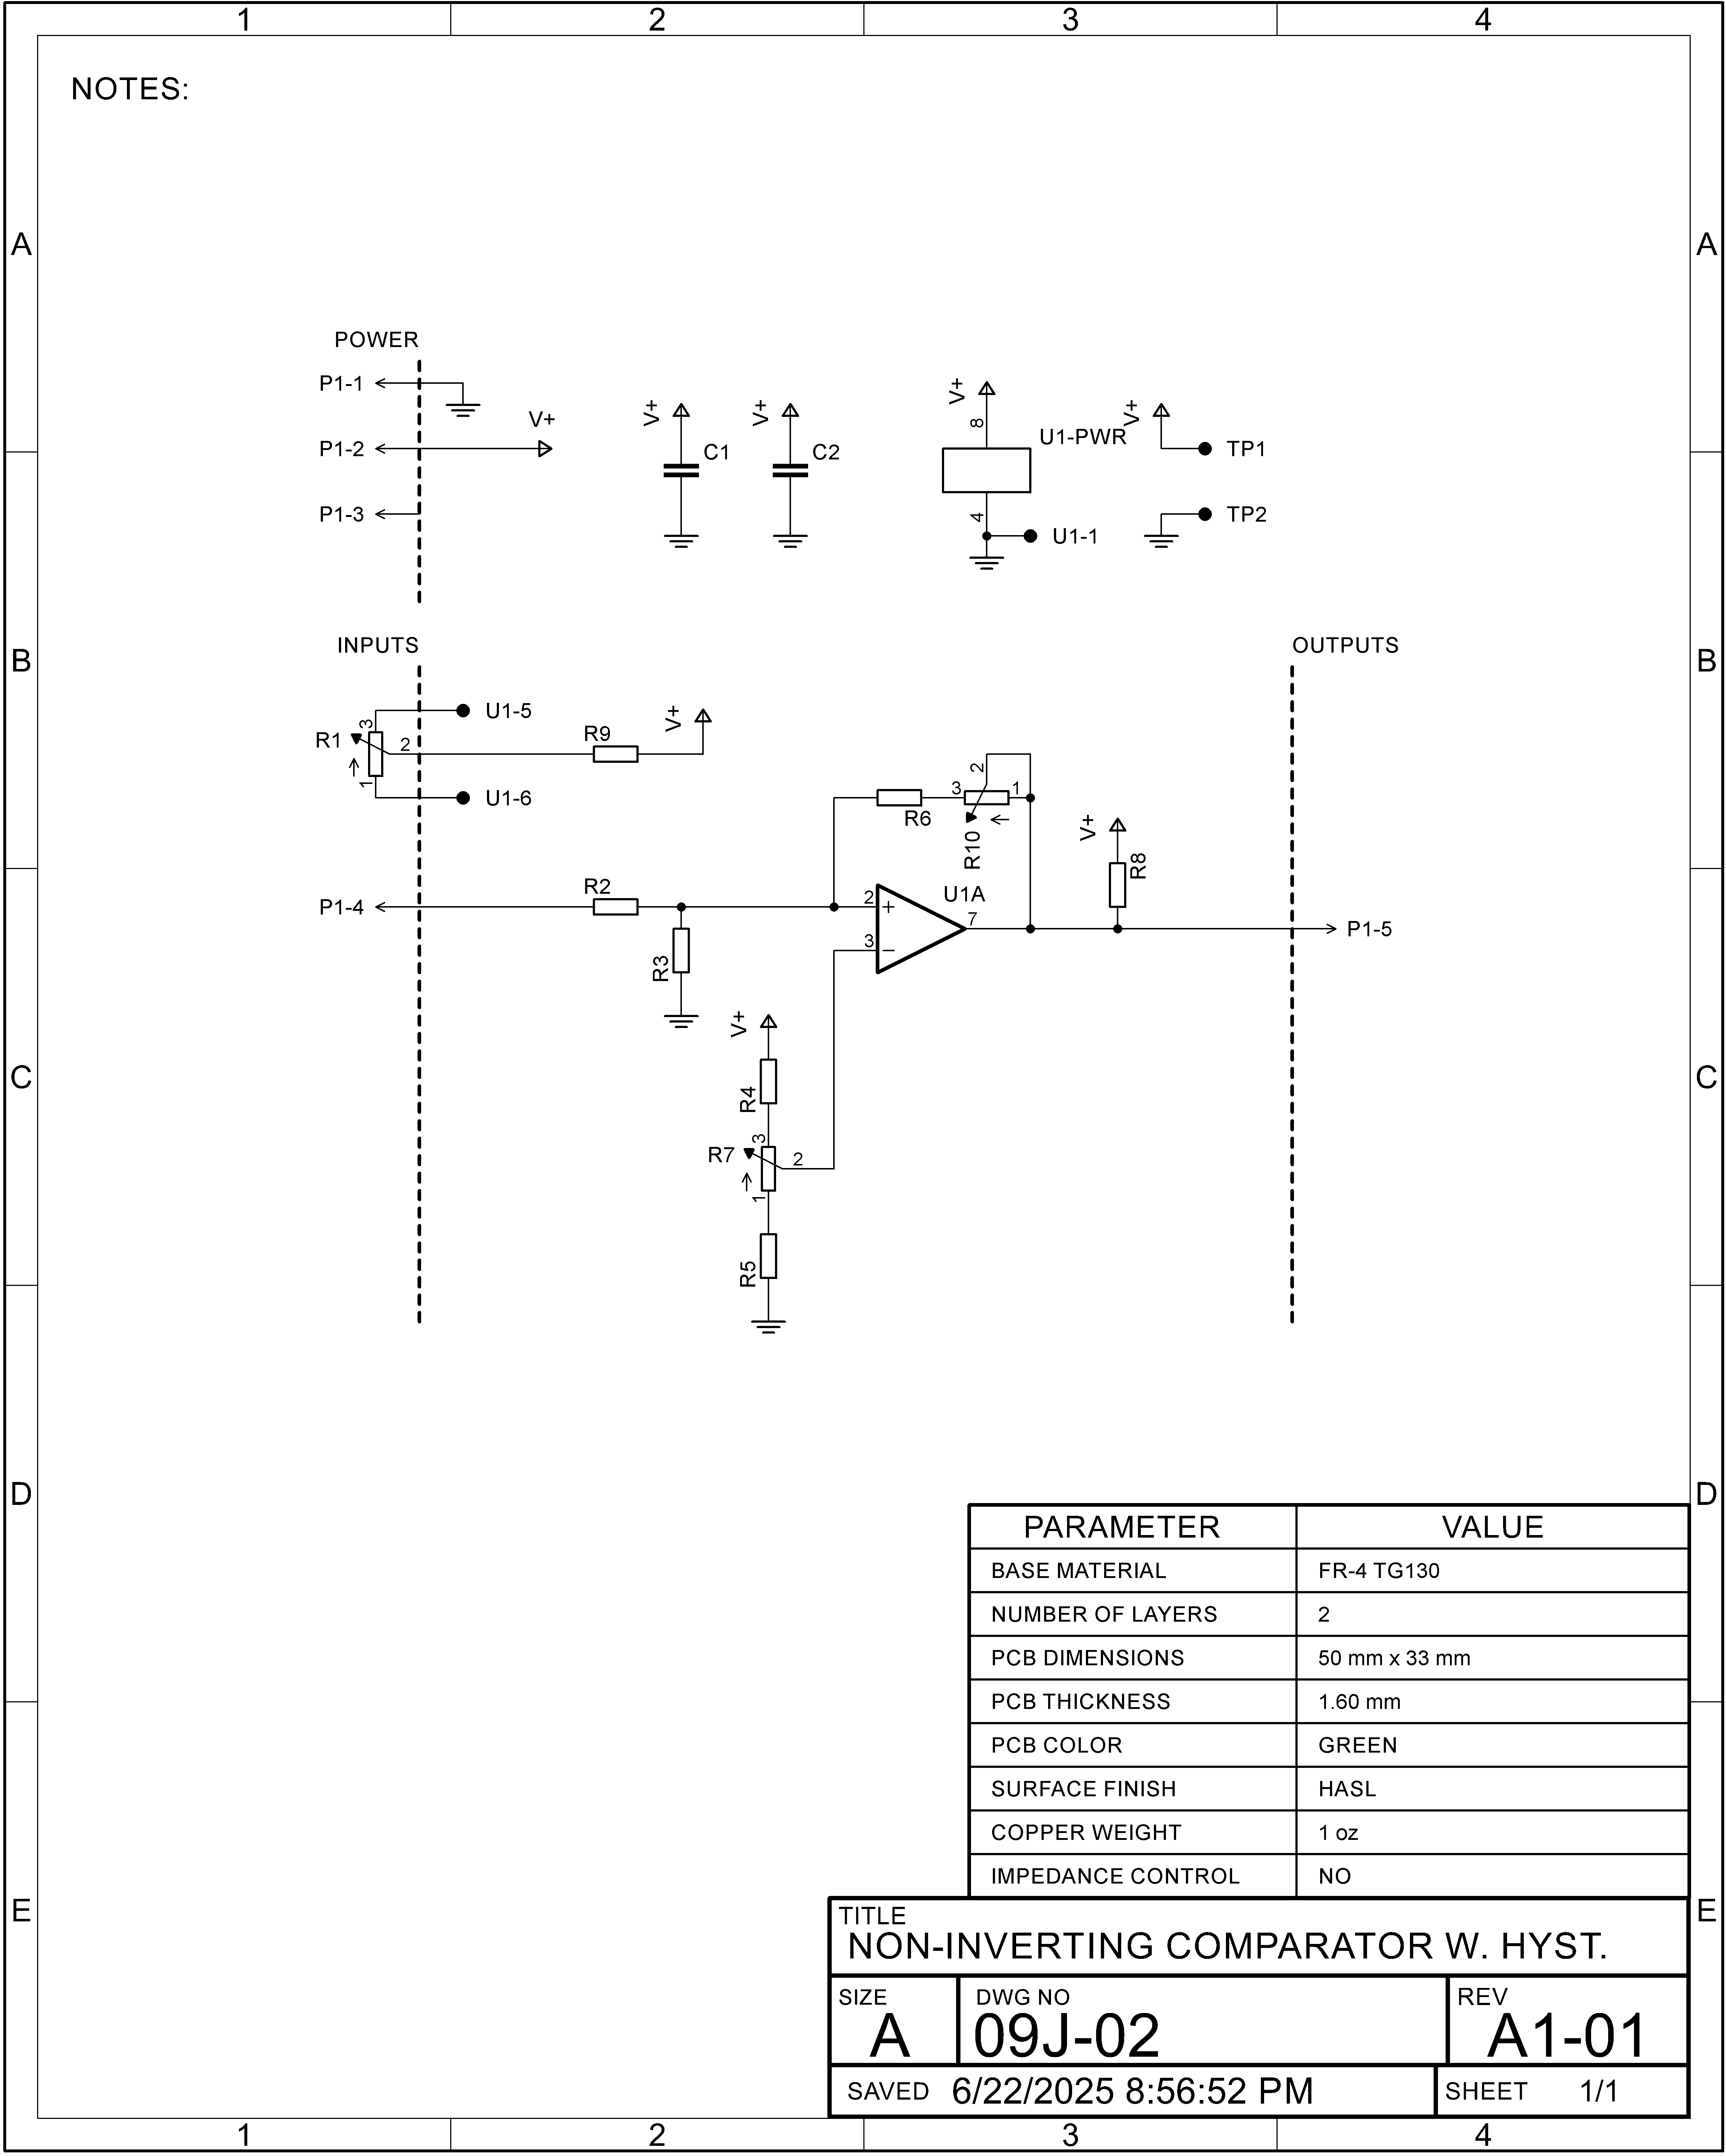 1 2 3 4
NOTES:
A A
POWER
P1-1
V+
P1-2
P1-3
V+ C1
V+ C2
V+
8
U1-PWR
4
U1-1
V+
TP1
TP2
B B
INPUTS
OUTPUTS
3
R1
2
1
U1-5
U1-6
R9
V+
R6
3
2
1
R10
V+
R8
P1-4
R2
R3
2
+
3
−
U1A
7
P1-5
C C
V+
R4
3
R7
2
1
R5
D D
PARAMETER VALUE
BASE MATERIAL FR-4 TG130
NUMBER OF LAYERS 2
PCB DIMENSIONS 50 mm x 33 mm
PCB THICKNESS 1.60 mm
PCB COLOR GREEN
SURFACE FINISH HASL
COPPER WEIGHT 1 oz
IMPEDANCE CONTROL NO
E E
TITLE
NON-INVERTING COMPARATOR W. HYST.
SIZE DWG NO REV
A 09J-02 A1-01
SAVED 6/22/2025 8:56:52 PM SHEET 1/1
1 2 3 4